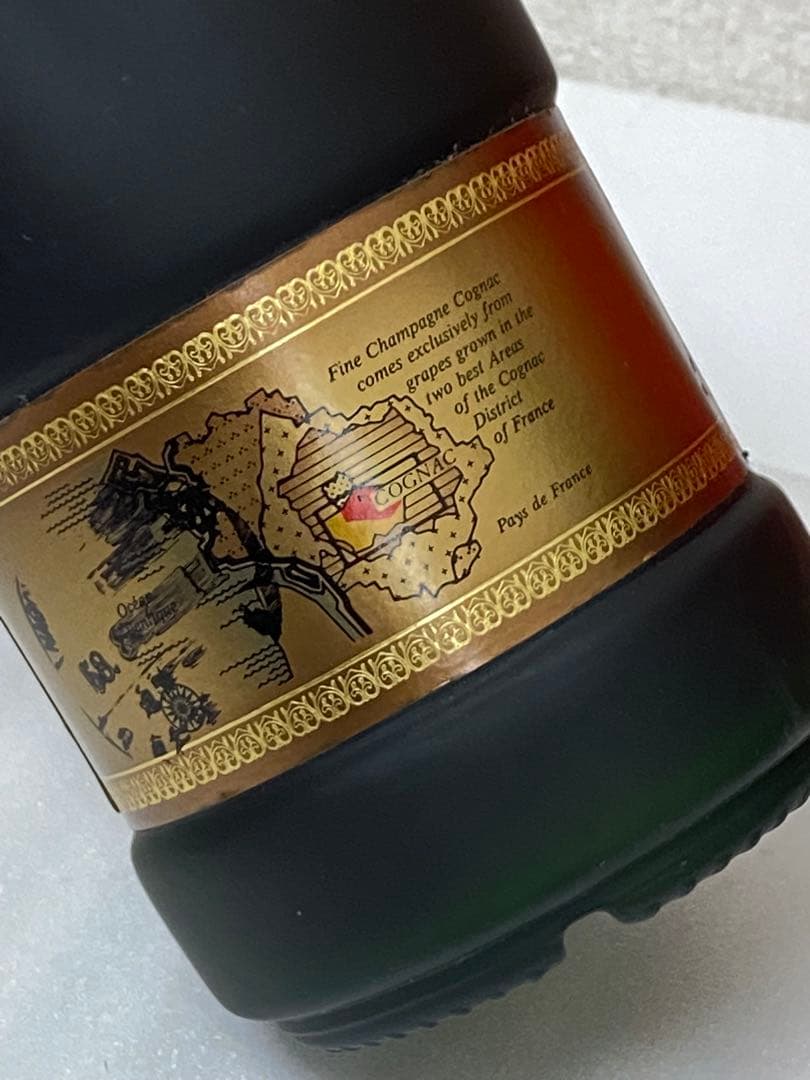 Fine Champagne Cognac
comes exclusively from
grapes grown in the
two best Areas
of the Cognac
District
of France
COGNAC
Pays de France
Océan